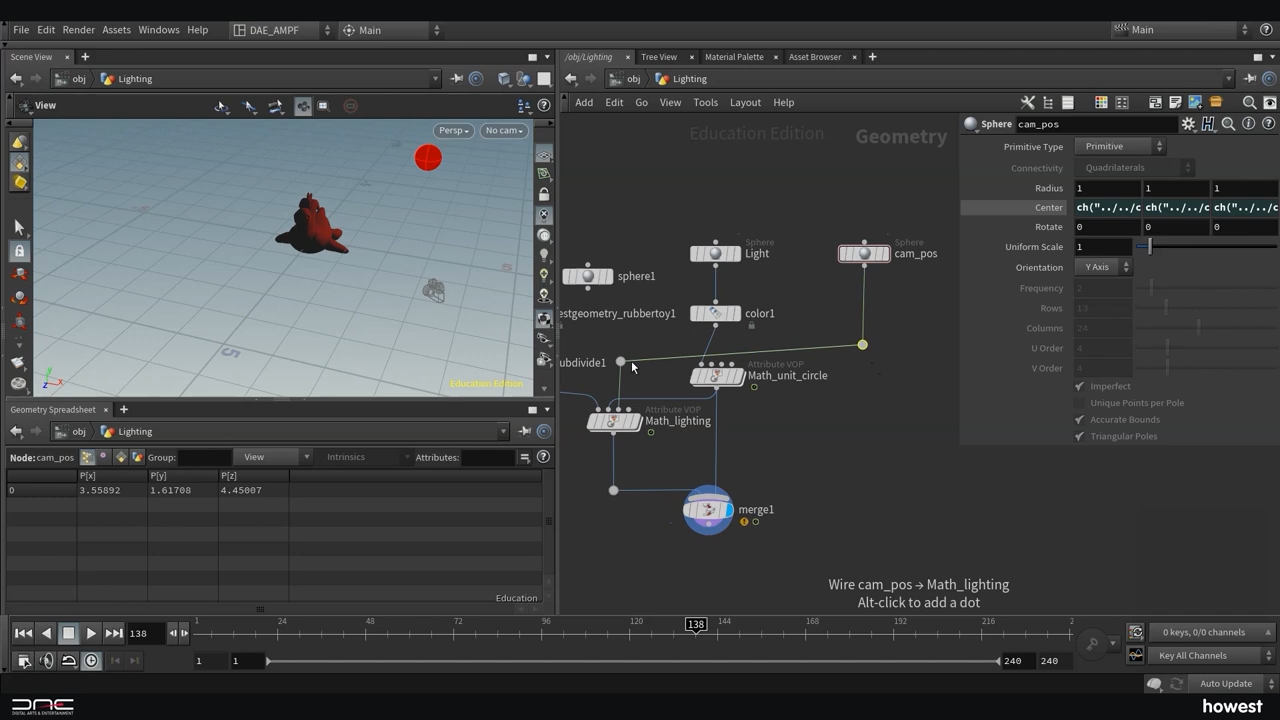 File Edit Render Assets Windows Help DAE_AMPF Main Main
Scene View /obj/Lighting Tree View Material Palette Asset Browser
obj Lighting obj Lighting
View Add Edit Go View Tools Layout Help
Persp No cam Education Edition Geometry
Sphere cam_pos
Primitive Type Primitive
Connectivity Quadrilaterals
Radius 1 1 1
Center ch("../../c ch("../../c ch("../../c
Rotate 0 0 0
Uniform Scale 1
Orientation Y Axis
Frequency 2
Rows 13
Columns 24
U Order 4
V Order 4
Imperfect
Unique Points per Pole
Accurate Bounds
Triangular Poles
Sphere
Light
Sphere
cam_pos
sphere1
estgeometry_rubbertoy1 color1
ubdivide1
Attribute VOP
Math_unit_circle
Attribute VOP
Math_lighting
merge1
5
Education Edition
Geometry Spreadsheet
obj Lighting
Node: cam_pos Group: View Intrinsics Attributes:
P[x] P[y] P[z]
0 3.55892 1.61708 4.45007
Education
Wire cam_pos → Math_lighting
Alt-click to add a dot
1 24 48 72 96 120 138 144 168 192 216 2
138
0 keys, 0/0 channels
1 1 240 240 Key All Channels
Auto Update
DAE
DIGITAL ARTS & ENTERTAINMENT
howest